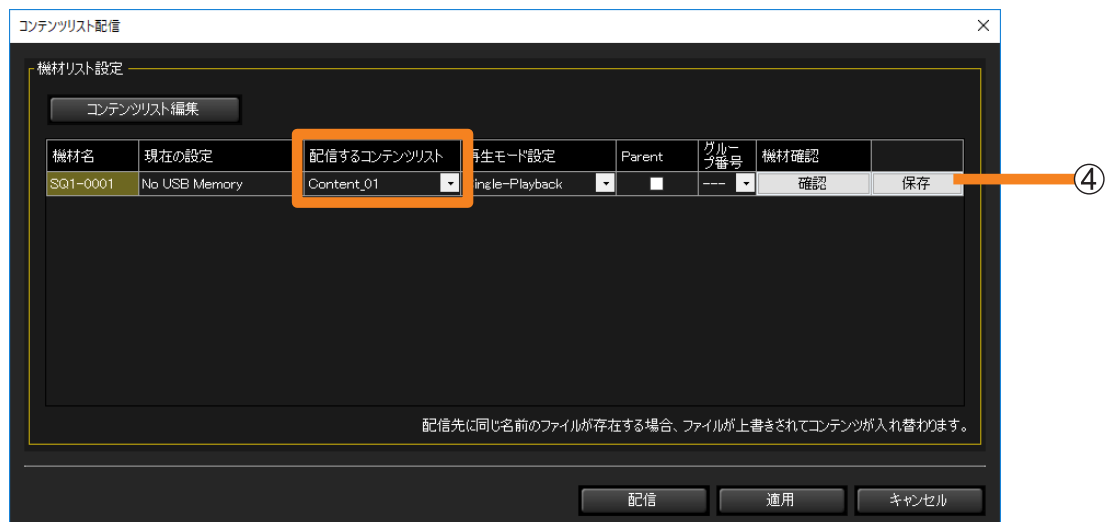 コンテンツリスト配信
機材リスト設定
コンテンツリスト編集
機材名 現在の設定 配信するコンテンツリスト 再生モード設定 Parent グループ番号 機材確認
SQ1-0001 No USB Memory Content_01 ingle-Playback --- 確認 保存
④
配信先に同じ名前のファイルが存在する場合、ファイルが上書きされてコンテンツが入れ替わります。
配信 適用 キャンセル